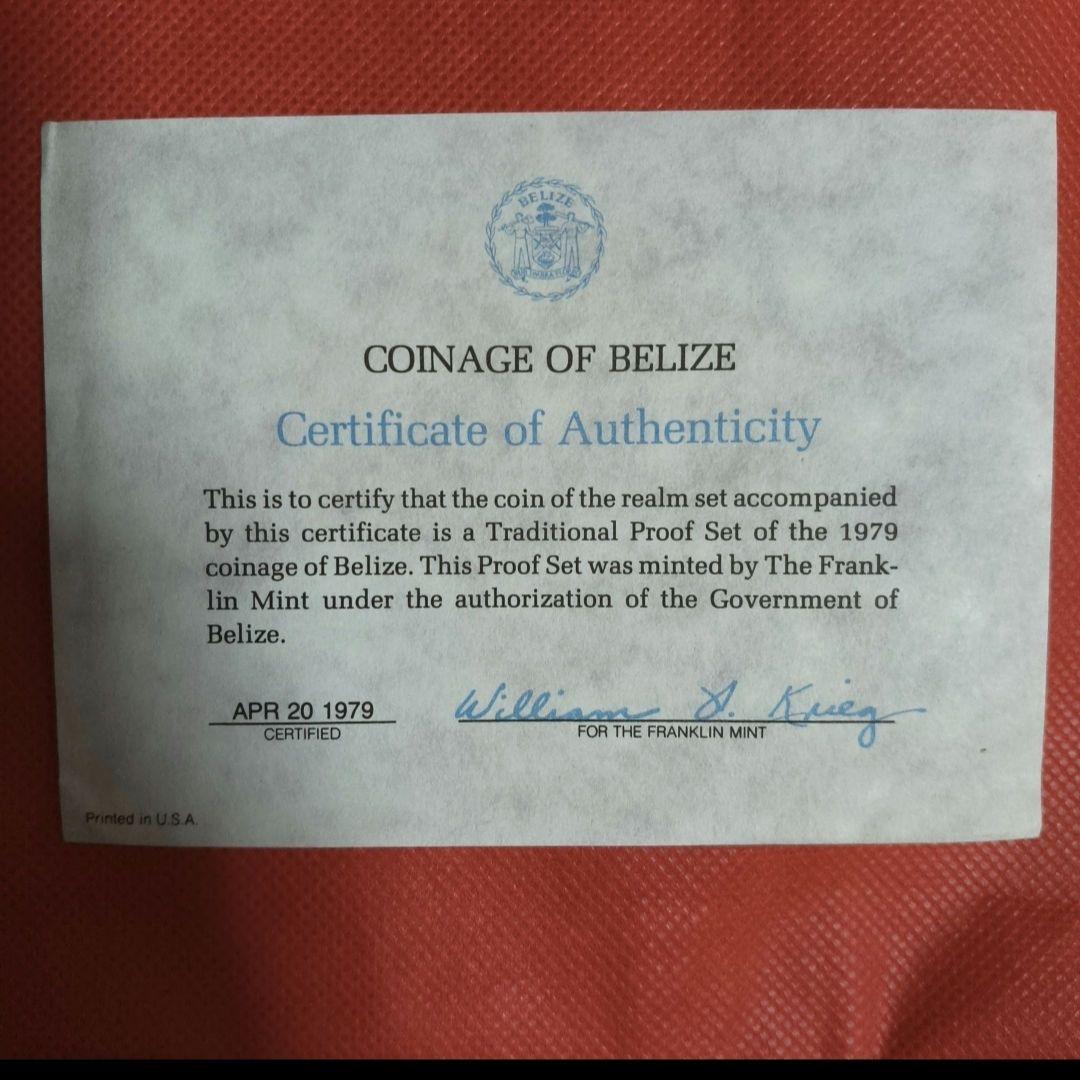 BELIZE
COINAGE OF BELIZE
Certificate of Authenticity
This is to certify that the coin of the realm set accompanied
by this certificate is a Traditional Proof Set of the 1979
coinage of Belize. This Proof Set was minted by The Frank-
lin Mint under the authorization of the Government of
Belize.
APR 20 1979
CERTIFIED
William S. Krieg
FOR THE FRANKLIN MINT
Printed in U.S.A.